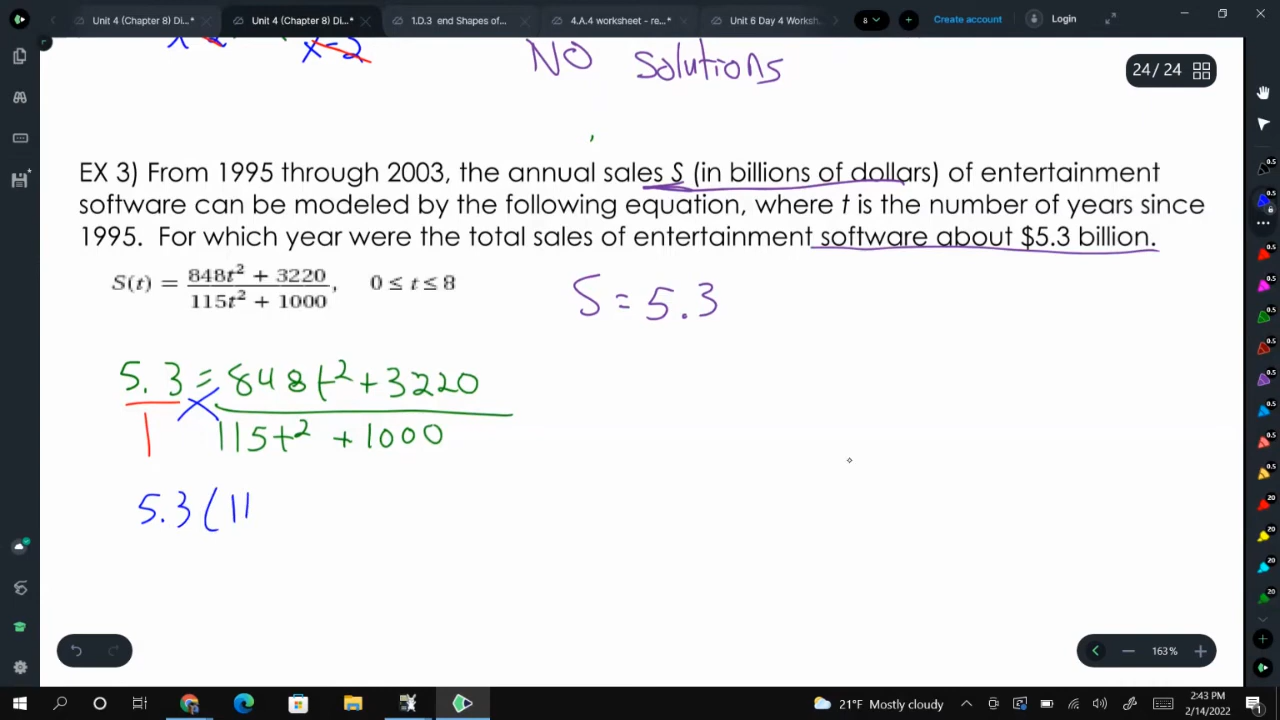 Unit 4 (Chapter 8) Di...* Unit 4 (Chapter 8) Di...* 1.D.3 end Shapes of... 4.A.4 worksheet - re...* Unit 6 Day 4 Worksh... 8 Create account Login
x-2
NO solutions
24/24
EX 3) From 1995 through 2003, the annual sales S (in billions of dollars) of entertainment
software can be modeled by the following equation, where t is the number of years since
1995. For which year were the total sales of entertainment software about $5.3 billion.
S(t) = 848t² + 3220 / 115t² + 1000, 0 ≤ t ≤ 8
S = 5.3
5.3 = 848t² + 3220
1 115t² + 1000
5.3(11
163%
21°F Mostly cloudy
2:43 PM
2/14/2022